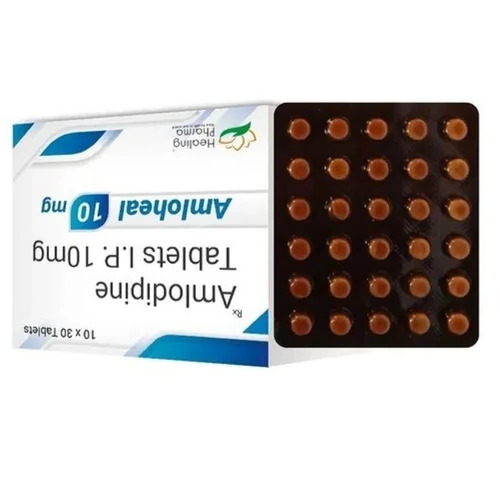 10 x 30 Tablets
Rx
Amlodipine
Tablets I.P. 10mg
Amloheal 10 mg
Healing
Pharma